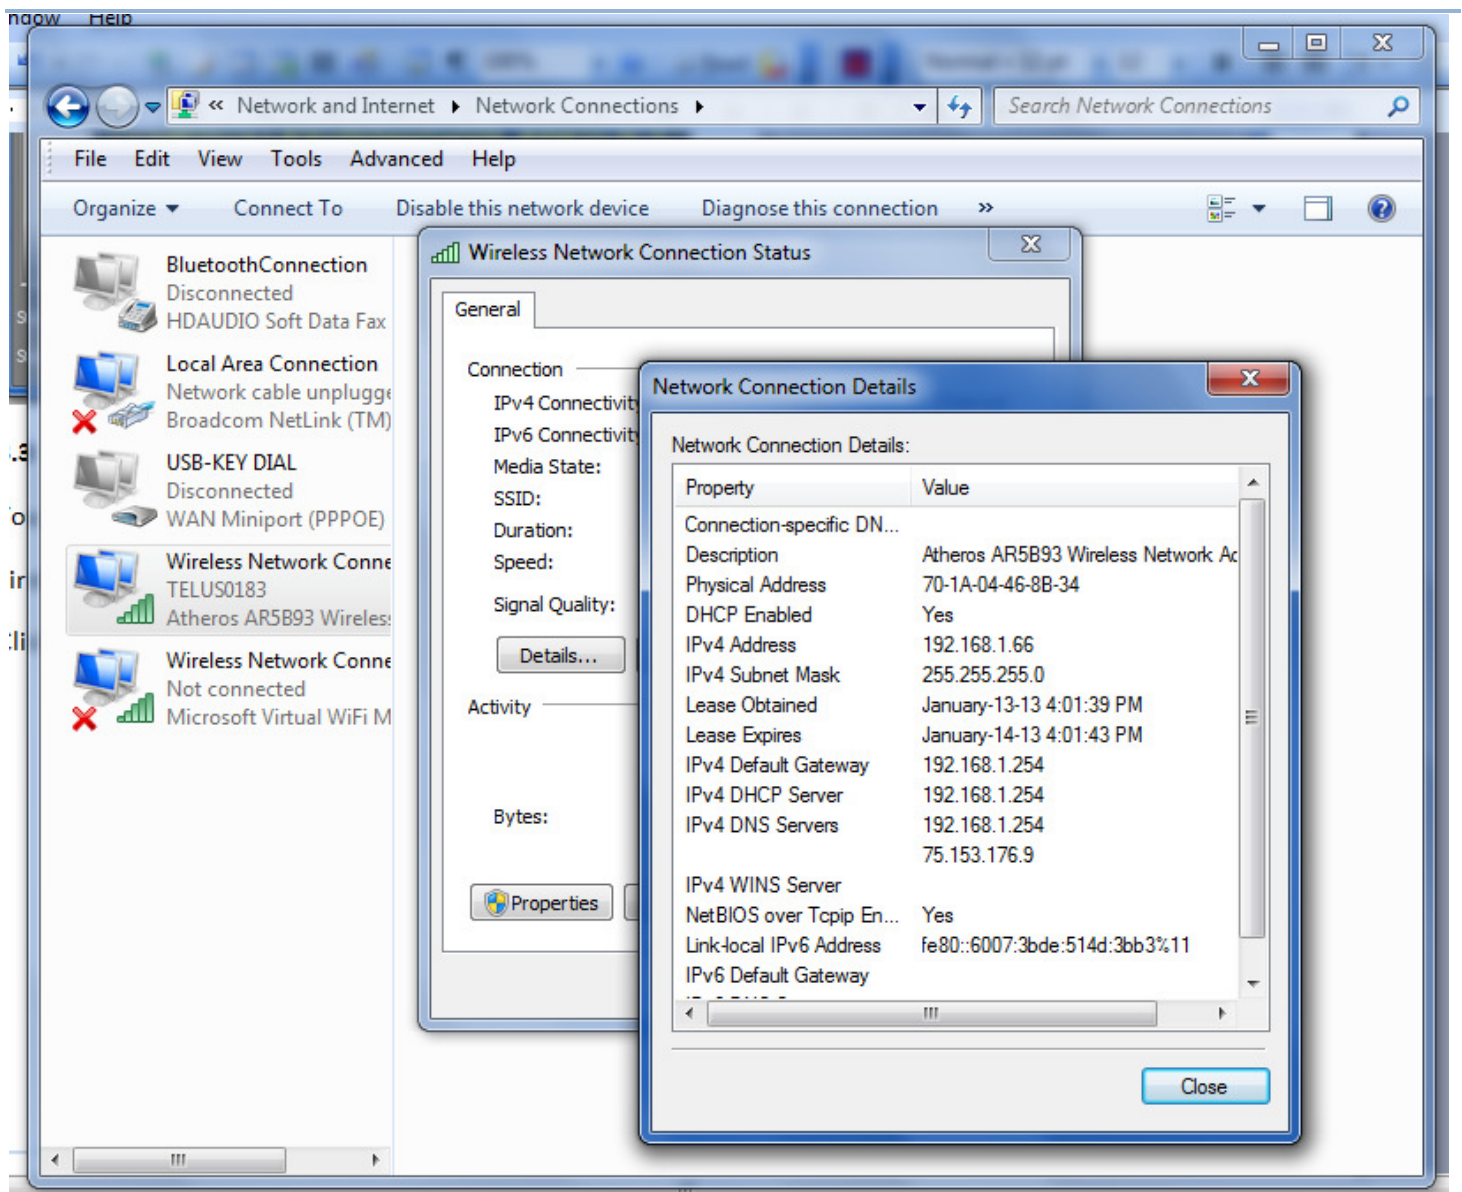 ndow Help
« Network and Internet ▸ Network Connections ▸
Search Network Connections
File Edit View Tools Advanced Help
Organize Connect To Disable this network device Diagnose this connection »
BluetoothConnection
Disconnected
HDAUDIO Soft Data Fax
Local Area Connection
Network cable unplugge
Broadcom NetLink (TM)
USB-KEY DIAL
Disconnected
WAN Miniport (PPPOE)
Wireless Network Conne
TELUS0183
Atheros AR5B93 Wireles
Wireless Network Conne
Not connected
Microsoft Virtual WiFi M
Wireless Network Connection Status
General
Connection
IPv4 Connectivity
IPv6 Connectivity
Media State:
SSID:
Duration:
Speed:
Signal Quality:
Details...
Activity
Bytes:
Properties
Network Connection Details
Network Connection Details:
Property Value
Connection-specific DN...
Description Atheros AR5B93 Wireless Network Ac
Physical Address 70-1A-04-46-8B-34
DHCP Enabled Yes
IPv4 Address 192.168.1.66
IPv4 Subnet Mask 255.255.255.0
Lease Obtained January-13-13 4:01:39 PM
Lease Expires January-14-13 4:01:43 PM
IPv4 Default Gateway 192.168.1.254
IPv4 DHCP Server 192.168.1.254
IPv4 DNS Servers 192.168.1.254
75.153.176.9
IPv4 WINS Server
NetBIOS over Tcpip En... Yes
Link-local IPv6 Address fe80::6007:3bde:514d:3bb3%11
IPv6 Default Gateway
Close